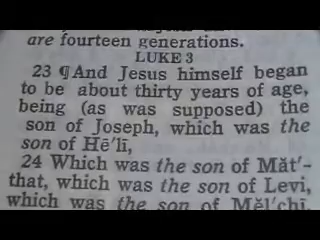 are fourteen generations.
LUKE 3
23 ¶And Jesus himself began
to be about thirty years of age,
being (as was supposed) the
son of Joseph, which was the
son of Hē′lī,
24 Which was the son of Măt′-
that, which was the son of Levi,
which was the son of Mĕl′chī,